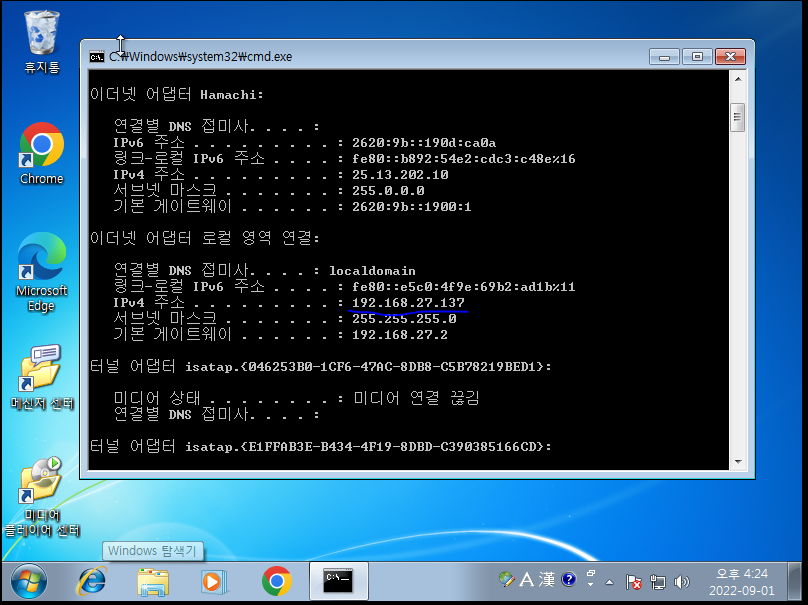 휴지통
Chrome
Microsoft
Edge
메신저 센터
미디어
플레이어 센터
C:₩Windows₩system32₩cmd.exe
이더넷 어댑터 Hamachi:
연결별 DNS 접미사. . . . :
IPv6 주소 . . . . . . . . . : 2620:9b::190d:ca0a
링크-로컬 IPv6 주소 . . . . : fe80::b892:54e2:cdc3:c48e%16
IPv4 주소 . . . . . . . . . : 25.13.202.10
서브넷 마스크 . . . . . . . : 255.0.0.0
기본 게이트웨이 . . . . . . : 2620:9b::1900:1
이더넷 어댑터 로컬 영역 연결:
연결별 DNS 접미사. . . . : localdomain
링크-로컬 IPv6 주소 . . . . : fe80::e5c0:4f9e:69b2:ad1b%11
IPv4 주소 . . . . . . . . . : 192.168.27.137
서브넷 마스크 . . . . . . . : 255.255.255.0
기본 게이트웨이 . . . . . . : 192.168.27.2
터널 어댑터 isatap.{046253B0-1CF6-47AC-8DB8-C5B78219BED1}:
미디어 상태 . . . . . . . . : 미디어 연결 끊김
연결별 DNS 접미사. . . . :
터널 어댑터 isatap.{E1FFAB3E-B434-4F19-8DBD-C390385166CD}:
Windows 탐색기
A 漢
오후 4:24
2022-09-01